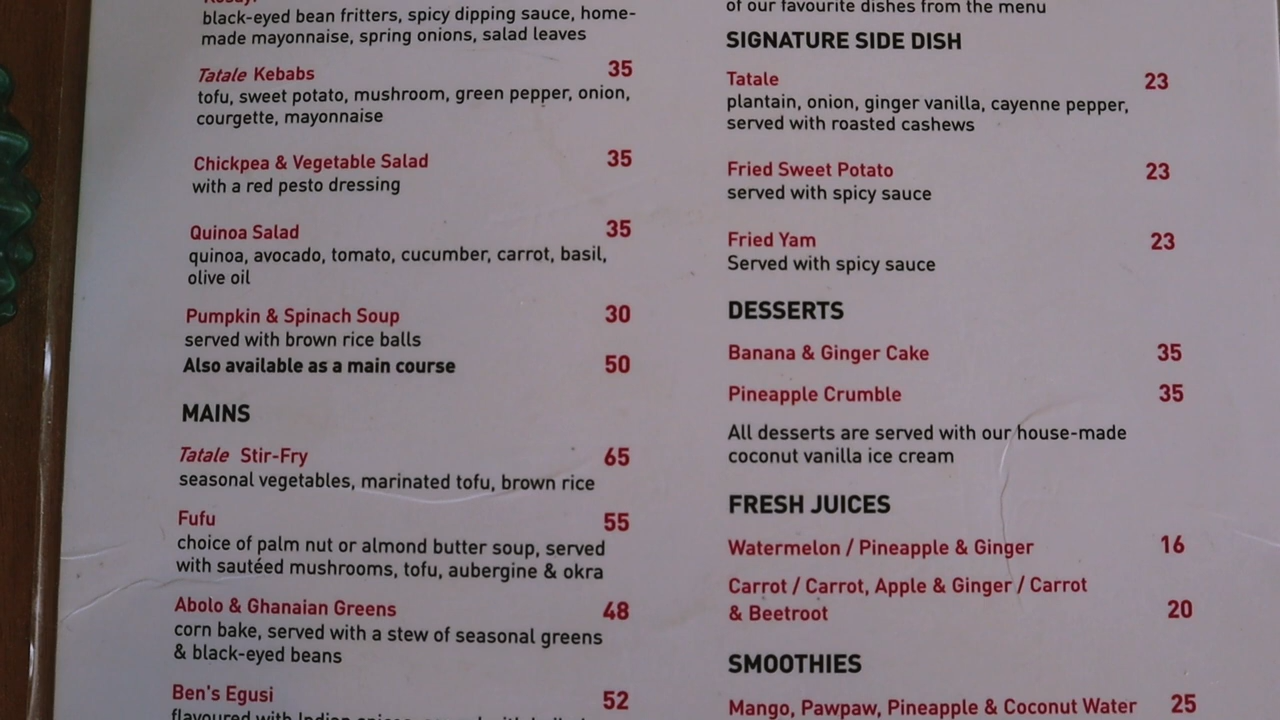 black-eyed bean fritters, spicy dipping sauce, home-
made mayonnaise, spring onions, salad leaves
Tatale Kebabs 35
tofu, sweet potato, mushroom, green pepper, onion,
courgette, mayonnaise
Chickpea & Vegetable Salad 35
with a red pesto dressing
Quinoa Salad 35
quinoa, avocado, tomato, cucumber, carrot, basil,
olive oil
Pumpkin & Spinach Soup 30
served with brown rice balls
Also available as a main course 50
MAINS
Tatale Stir-Fry 65
seasonal vegetables, marinated tofu, brown rice
Fufu 55
choice of palm nut or almond butter soup, served
with sautéed mushrooms, tofu, aubergine & okra
Abolo & Ghanaian Greens 48
corn bake, served with a stew of seasonal greens
& black-eyed beans
Ben's Egusi 52
flavoured with Indian spices, served with
of our favourite dishes from the menu
SIGNATURE SIDE DISH
Tatale 23
plantain, onion, ginger vanilla, cayenne pepper,
served with roasted cashews
Fried Sweet Potato 23
served with spicy sauce
Fried Yam 23
Served with spicy sauce
DESSERTS
Banana & Ginger Cake 35
Pineapple Crumble 35
All desserts are served with our house-made
coconut vanilla ice cream
FRESH JUICES
Watermelon / Pineapple & Ginger 16
Carrot / Carrot, Apple & Ginger / Carrot
& Beetroot 20
SMOOTHIES
Mango, Pawpaw, Pineapple & Coconut Water 25